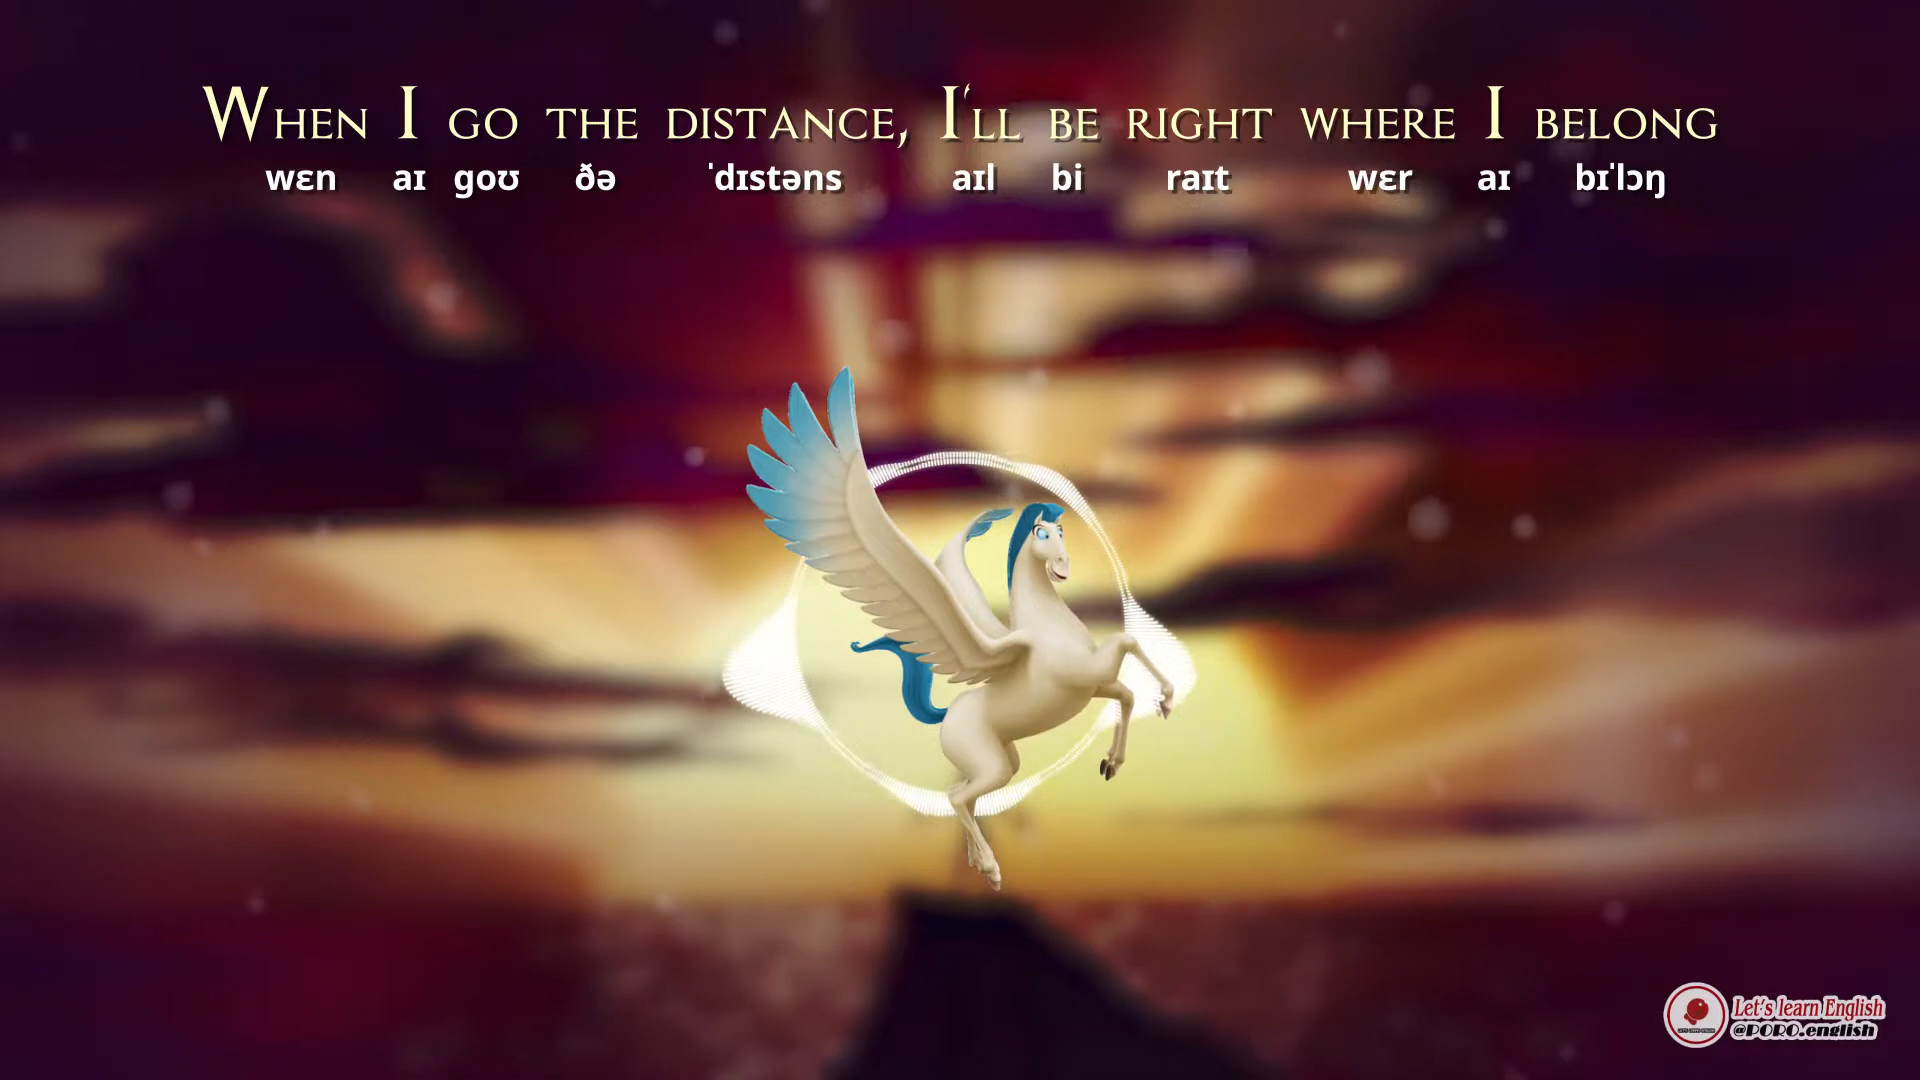 When I go the distance, I'll be right where I belong
wɛn aɪ goʊ ðə ˈdɪstəns aɪl bi raɪt wɛr aɪ bɪˈlɔŋ
Let's learn English
@PORO.english